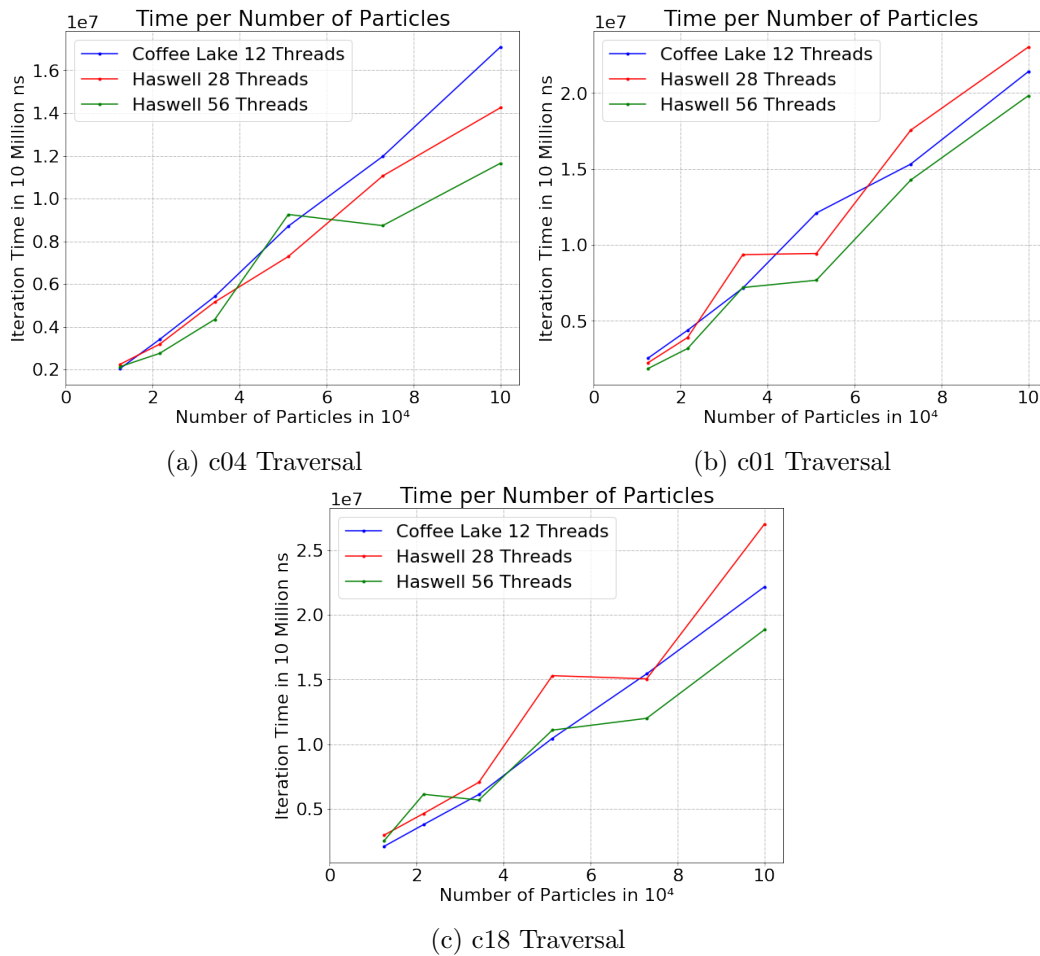 1e7
Time per Number of Particles
Coffee Lake 12 Threads
Haswell 28 Threads
Haswell 56 Threads
Iteration Time in 10 Million ns
1.6
1.4
1.2
1.0
0.8
0.6
0.4
0.2
0 2 4 6 8 10
Number of Particles in 10⁴
(a) c04 Traversal
1e7
Time per Number of Particles
Coffee Lake 12 Threads
Haswell 28 Threads
Haswell 56 Threads
Iteration Time in 10 Million ns
2.0
1.5
1.0
0.5
0 2 4 6 8 10
Number of Particles in 10⁴
(b) c01 Traversal
1e7
Time per Number of Particles
Coffee Lake 12 Threads
Haswell 28 Threads
Haswell 56 Threads
Iteration Time in 10 Million ns
2.5
2.0
1.5
1.0
0.5
0 2 4 6 8 10
Number of Particles in 10⁴
(c) c18 Traversal